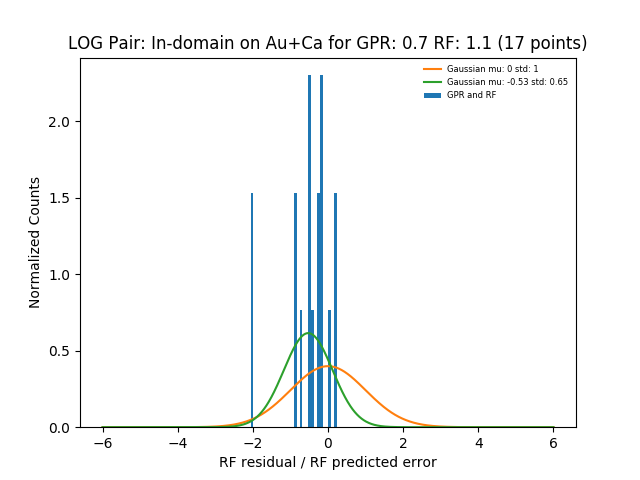 LOG Pair: In-domain on Au+Ca for GPR: 0.7 RF: 1.1 (17 points)
Gaussian mu: 0 std: 1
Gaussian mu: -0.53 std: 0.65
GPR and RF
Normalized Counts
2.0
1.5
1.0
0.5
0.0
−6 −4 −2 0 2 4 6
RF residual / RF predicted error